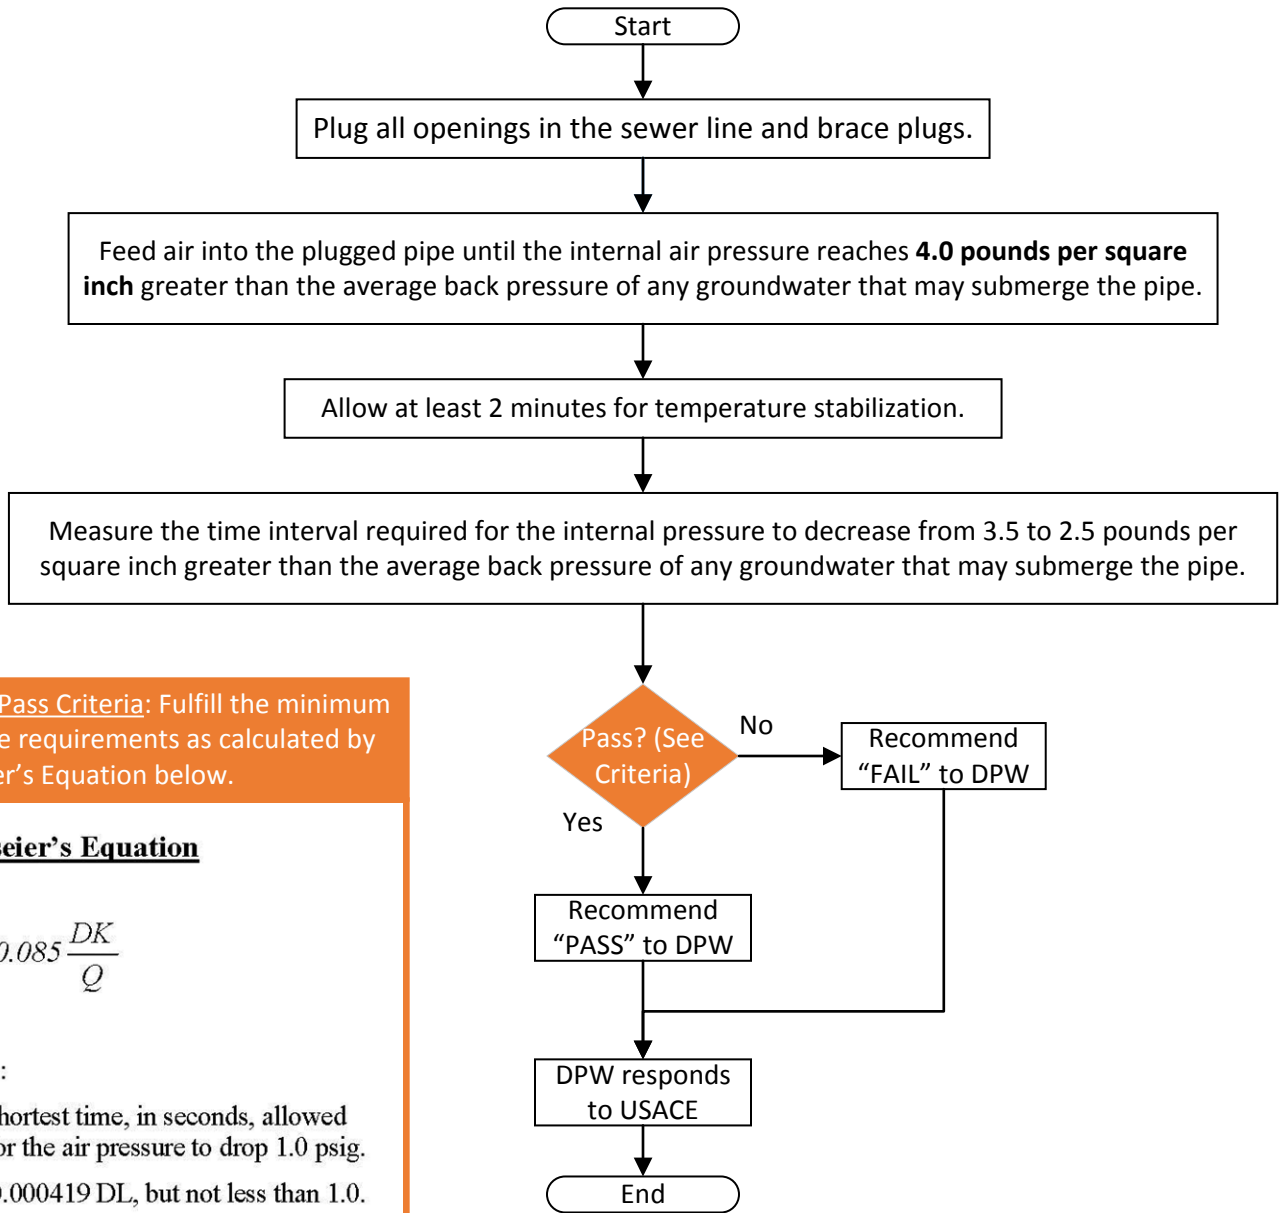 Start
Plug all openings in the sewer line and brace plugs.
Feed air into the plugged pipe until the internal air pressure reaches 4.0 pounds per square
inch greater than the average back pressure of any groundwater that may submerge the pipe.
Allow at least 2 minutes for temperature stabilization.
Measure the time interval required for the internal pressure to decrease from 3.5 to 2.5 pounds per
square inch greater than the average back pressure of any groundwater that may submerge the pipe.
Pass Criteria: Fulfill the minimum
requirements as calculated by
Equation below.
Equation
0.085 DK
Q
:
time, in seconds, allowed
the air pressure to drop 1.0 psig.
DL, but not less than 1.0.
Pass? (See
Criteria)
No
Recommend
“FAIL” to DPW
Yes
Recommend
“PASS” to DPW
DPW responds
to USACE
End